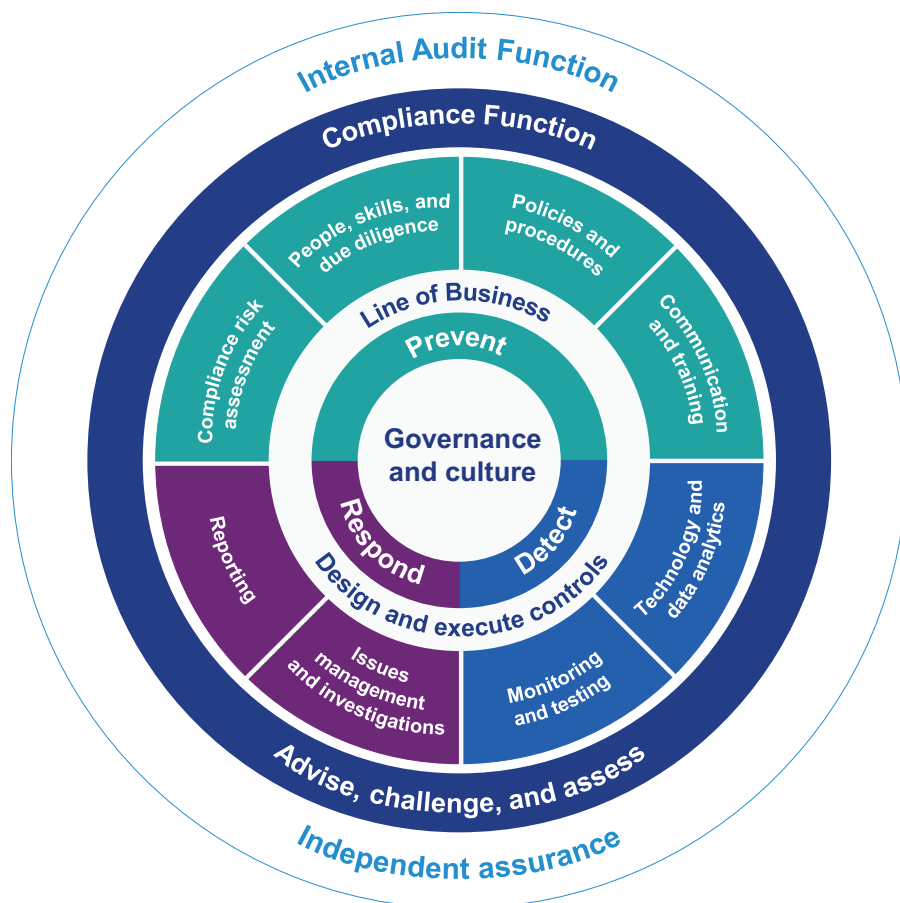 Internal Audit Function
Compliance Function
People, skills, and
due diligence
Policies and
procedures
Compliance risk
assessment
Communication
and training
Line of Business
Prevent
Governance
and culture
Respond
Detect
Design and execute controls
Reporting
Technology and
data analytics
Issues
management
and investigations
Monitoring
and testing
Advise, challenge, and assess
Independent assurance